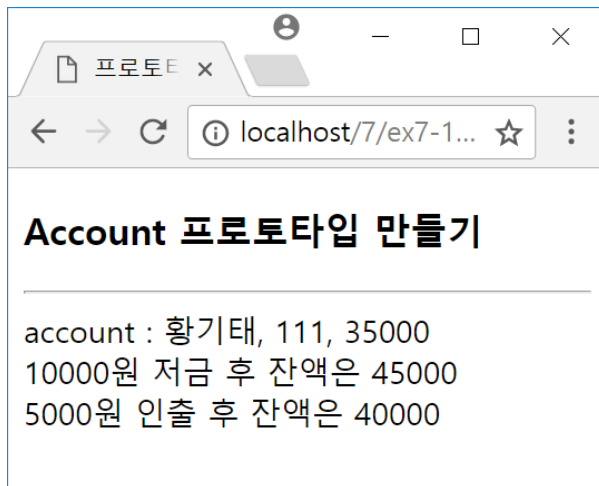 프로토ㅌ
localhost/7/ex7-1...
Account 프로토타입 만들기
account : 황기태, 111, 35000
10000원 저금 후 잔액은 45000
5000원 인출 후 잔액은 40000